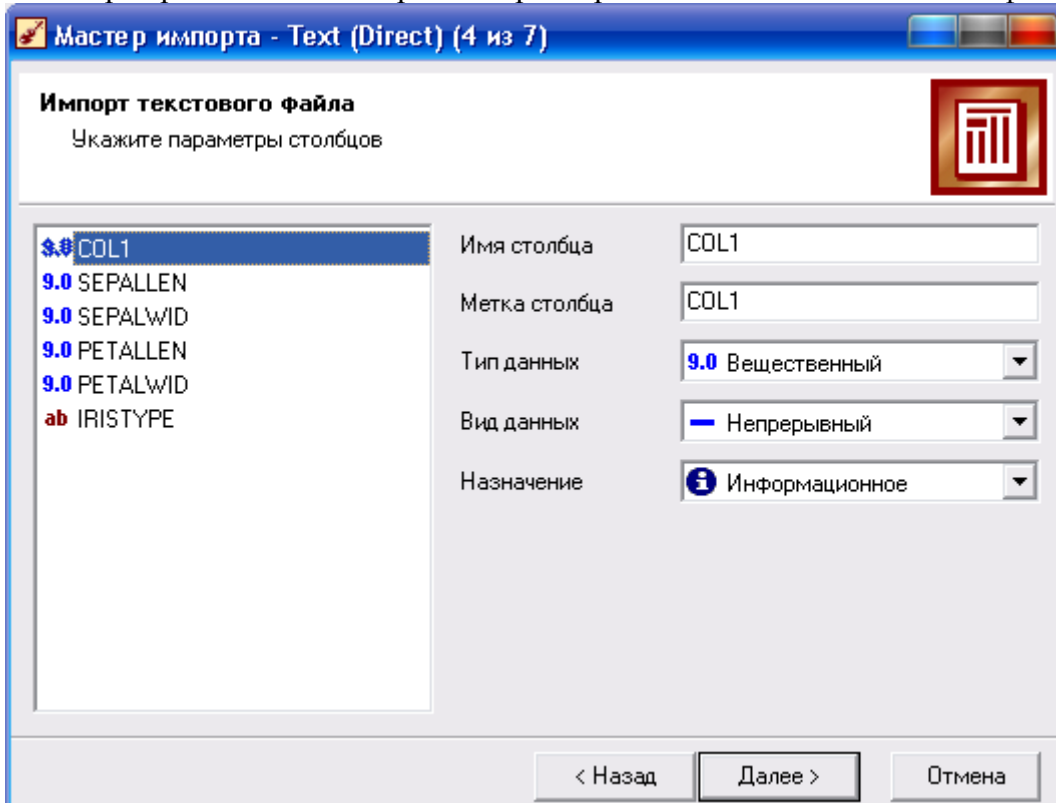 Мастер импорта - Text (Direct) (4 из 7)
Импорт текстового файла
Укажите параметры столбцов
9.0 COL1
9.0 SEPALLEN
9.0 SEPALWID
9.0 PETALLEN
9.0 PETALWID
ab IRISTYPE
Имя столбца COL1
Метка столбца COL1
Тип данных 9.0 Вещественный
Вид данных Непрерывный
Назначение Информационное
< Назад Далее > Отмена